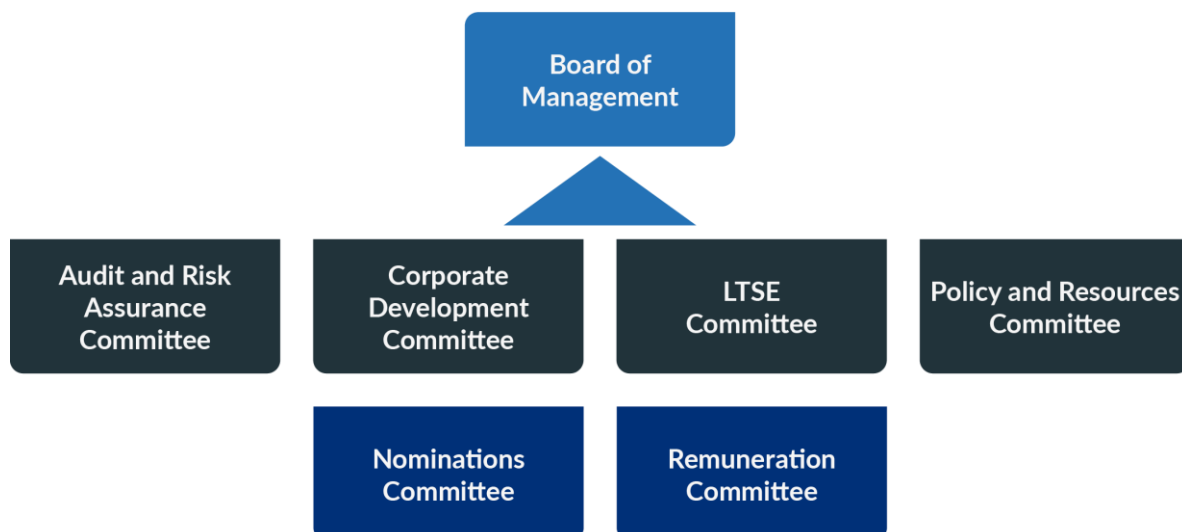 Board of
Management
Audit and Risk
Assurance
Committee
Corporate
Development
Committee
LTSE
Committee
Policy and Resources
Committee
Nominations
Committee
Remuneration
Committee